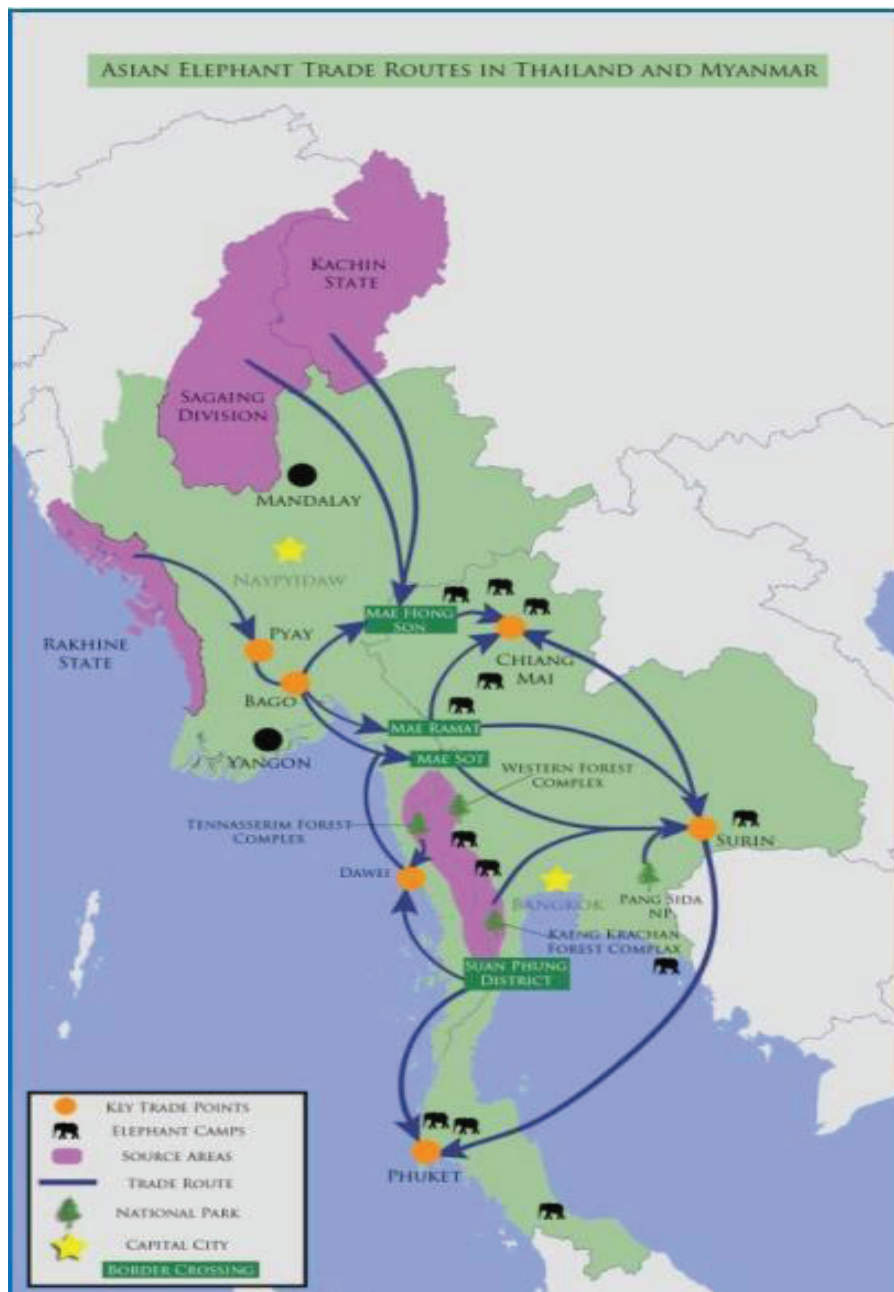 ASIAN ELEPHANT TRADE ROUTES IN THAILAND AND MYANMAR
KACHIN
STATE
SAGAING
DIVISION
MANDALAY
NAYPYIDAW
RAKHINE
STATE
PYAY
BAGO
YANGON
MAE HONG
SON
CHIANG
MAI
MAE RAMAT
MAE SOT
WESTERN FOREST
COMPLEX
TENNASSERIM FOREST
COMPLEX
DAWEI
SURIN
BANGKOK
PANG SIDA
NP
KAENG KRACHAN
FOREST COMPLAX
SUAN PHUNG
DISTRICT
PHUKET
KEY TRADE POINTS
ELEPHANT CAMPS
SOURCE AREAS
TRADE ROUTE
NATIONAL PARK
CAPITAL CITY
BORDER CROSSING